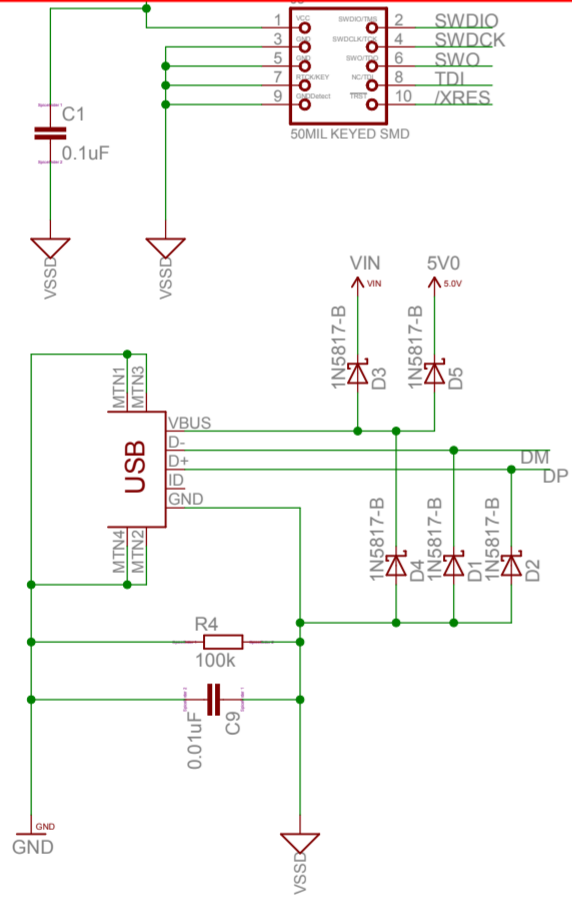 1 VCC SWDIO/TMS 2 SWDIO
3 GND SWDCLK/TCK 4 SWDCK
5 GND SWO/TDO 6 SWO
7 RTCK/KEY NC/TDI 8 TDI
9 GNDDetect TRST 10 /XRES
50MIL KEYED SMD
C1
0.1uF
VSSD
VSSD
VIN
VIN
5V0
5.0V
1N5817-B
D3
1N5817-B
D5
MTN1
MTN3
USB
VBUS
D-
D+
ID
GND
MTN4
MTN2
DM
DP
1N5817-B
D4
1N5817-B
D1
1N5817-B
D2
R4
100k
0.01uF
C9
GND
GND
VSSD